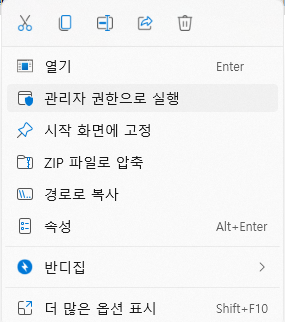 열기 Enter
관리자 권한으로 실행
시작 화면에 고정
ZIP 파일로 압축
경로로 복사
속성 Alt+Enter
반디집
더 많은 옵션 표시 Shift+F10